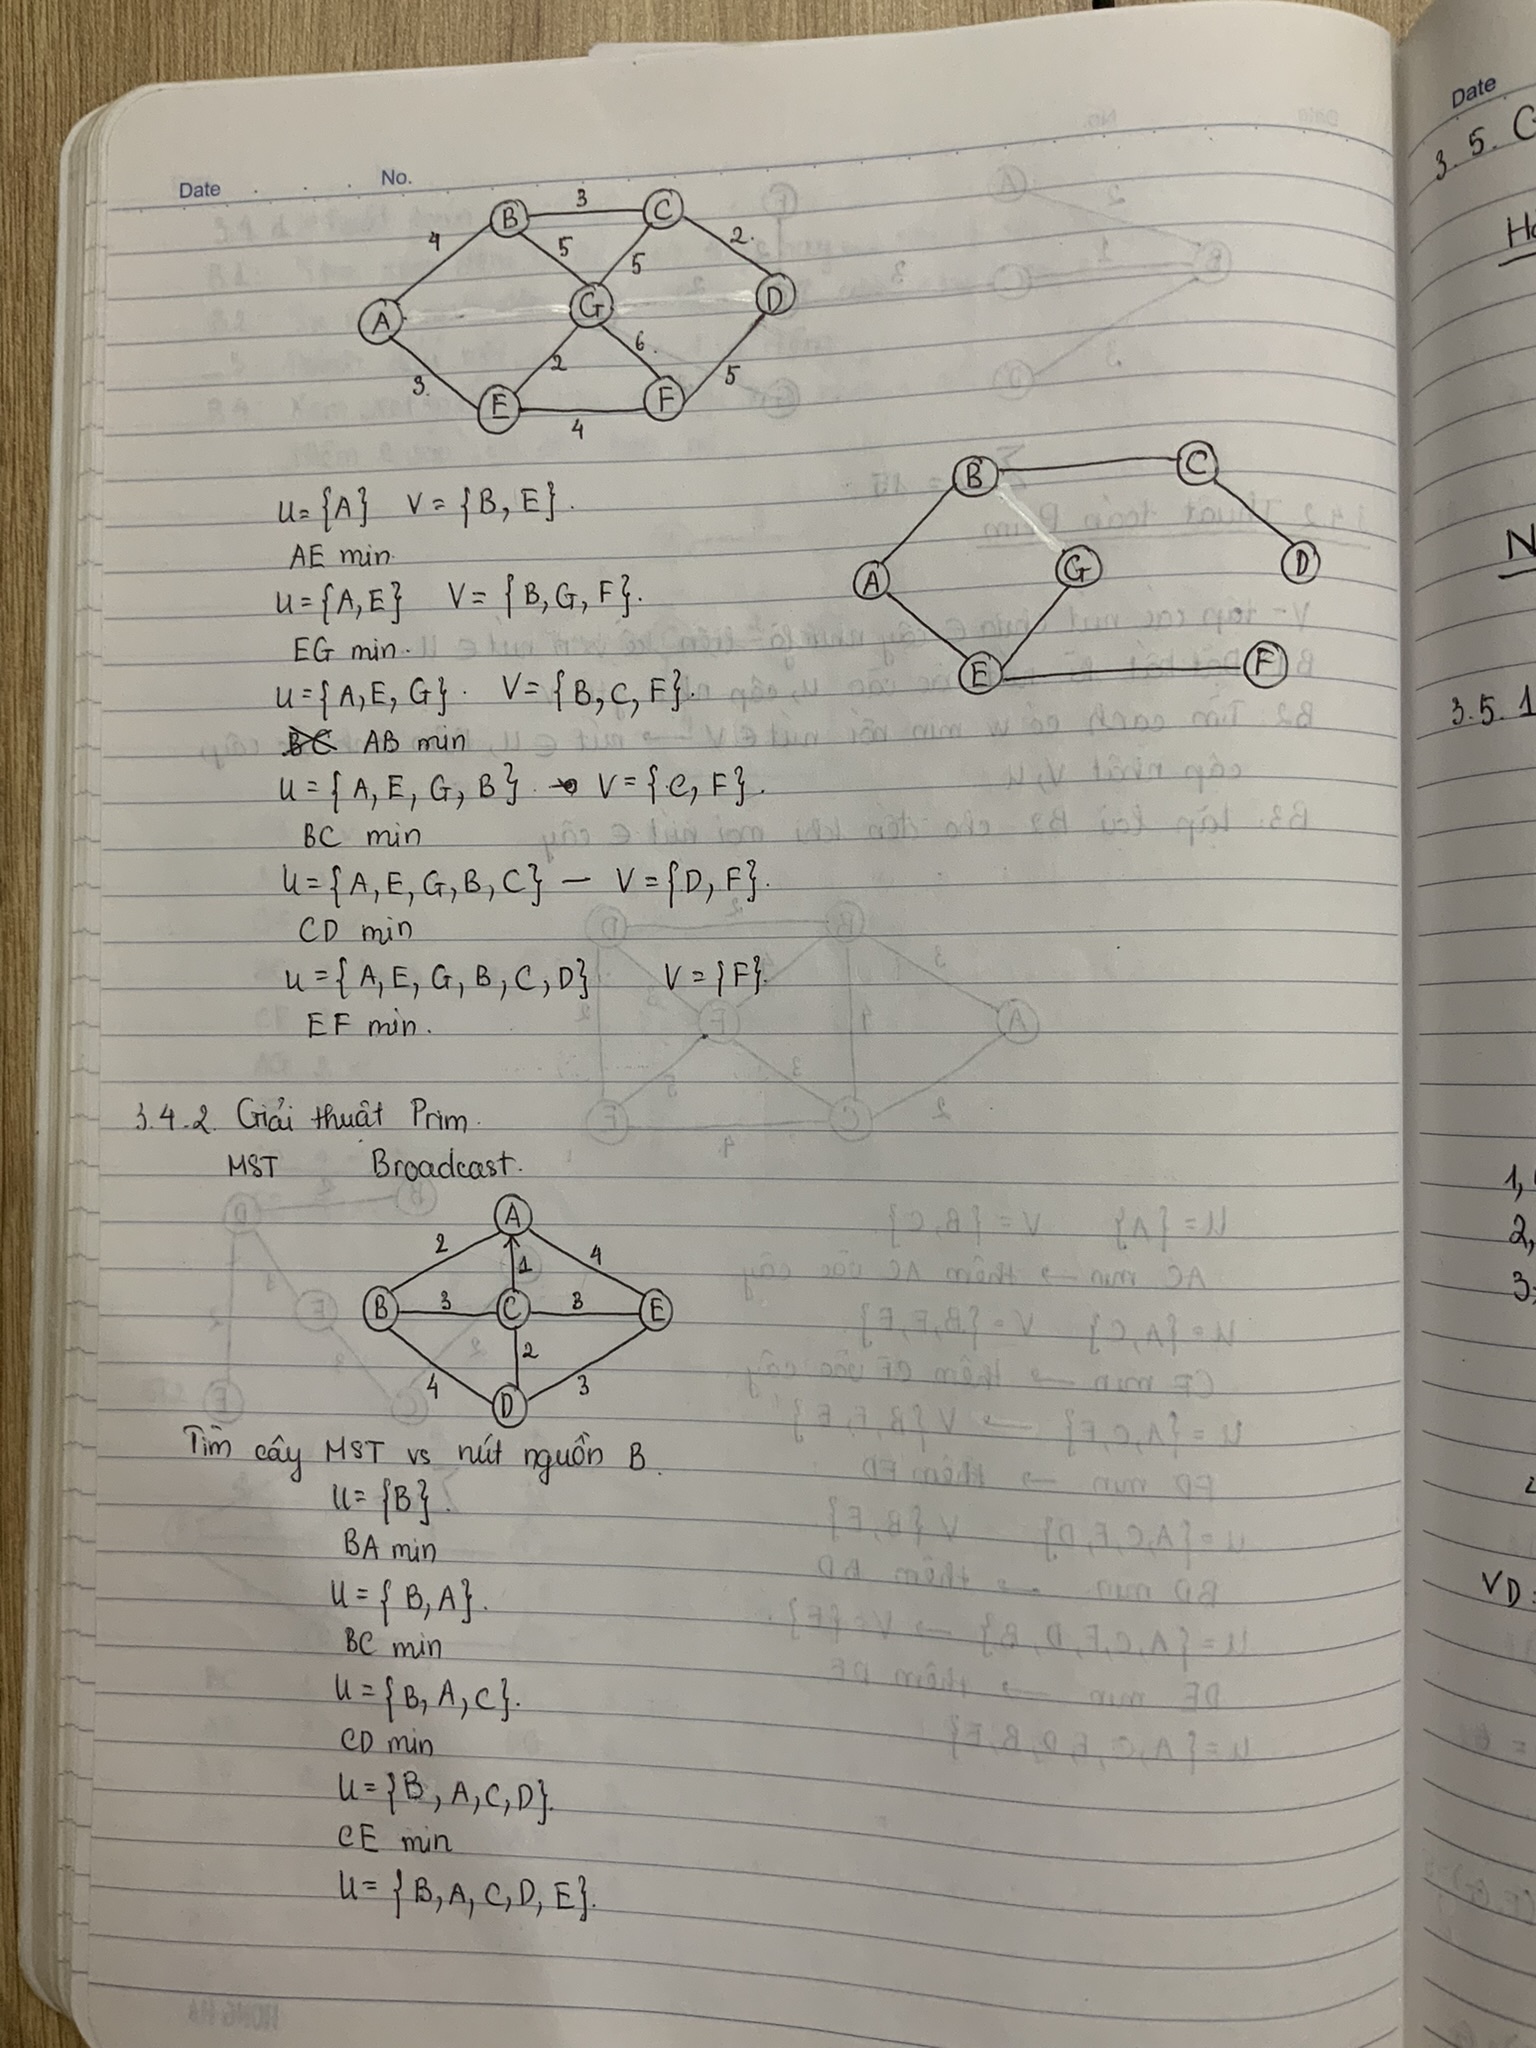 Date No.
B 3 C
4 5 5 2
A G D
3 2 6 5
E 4 F
U={A} V={B, E}.
AE min.
U={A,E} V={B,G,F}.
EG min.
U={A,E,G}. V={B,C,F}.
BC AB min
U={A,E,G,B} → V={C,F}.
BC min
U={A,E,G,B,C} — V={D,F}.
CD min
U={A,E,G,B,C,D} V={F}.
EF min.
B C
A G D
E F
3.4.2. Giải thuật Prim.
MST Broadcast.
A
2 1 4
B 3 C 3 E
4 2 3
D
Tìm cây MST vs nút nguồn B.
U={B}.
BA min
U={B,A}.
BC min
U={B,A,C}.
CD min
U={B,A,C,D}.
CE min
U={B,A,C,D,E}.
Date
3.5.
3.5.1
1,
2,
3,
VD: